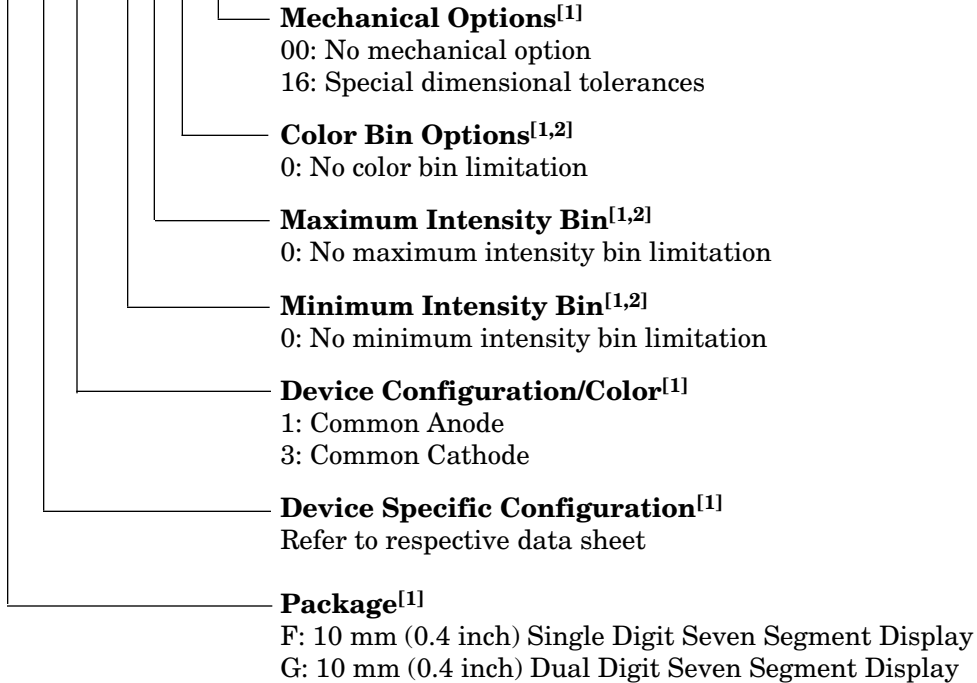 Mechanical Options[1]
00: No mechanical option
16: Special dimensional tolerances
Color Bin Options[1,2]
0: No color bin limitation
Maximum Intensity Bin[1,2]
0: No maximum intensity bin limitation
Minimum Intensity Bin[1,2]
0: No minimum intensity bin limitation
Device Configuration/Color[1]
1: Common Anode
3: Common Cathode
Device Specific Configuration[1]
Refer to respective data sheet
Package[1]
F: 10 mm (0.4 inch) Single Digit Seven Segment Display
G: 10 mm (0.4 inch) Dual Digit Seven Segment Display